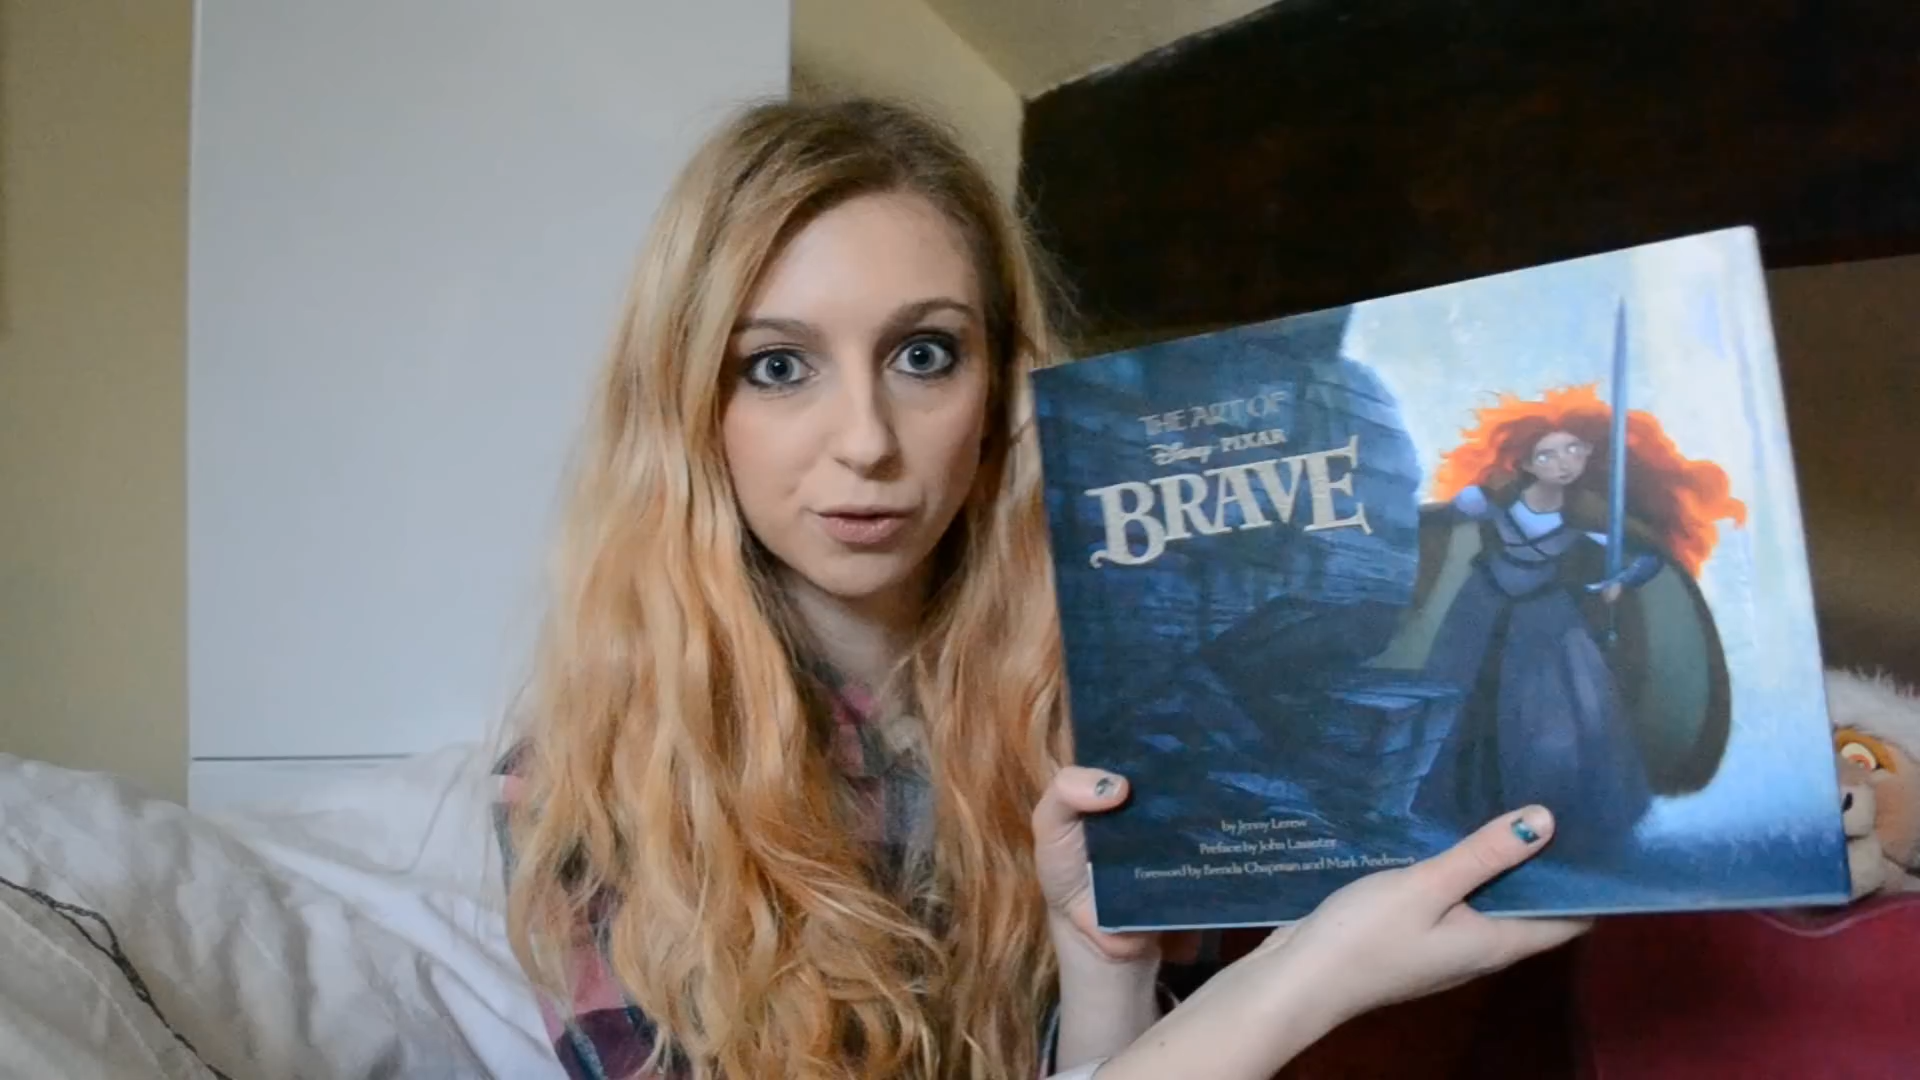 THE ART OF
Disney PIXAR
BRAVE
by Jenny Lerew
Preface by John Lasseter
Foreword by Brenda Chapman and Mark Andrews